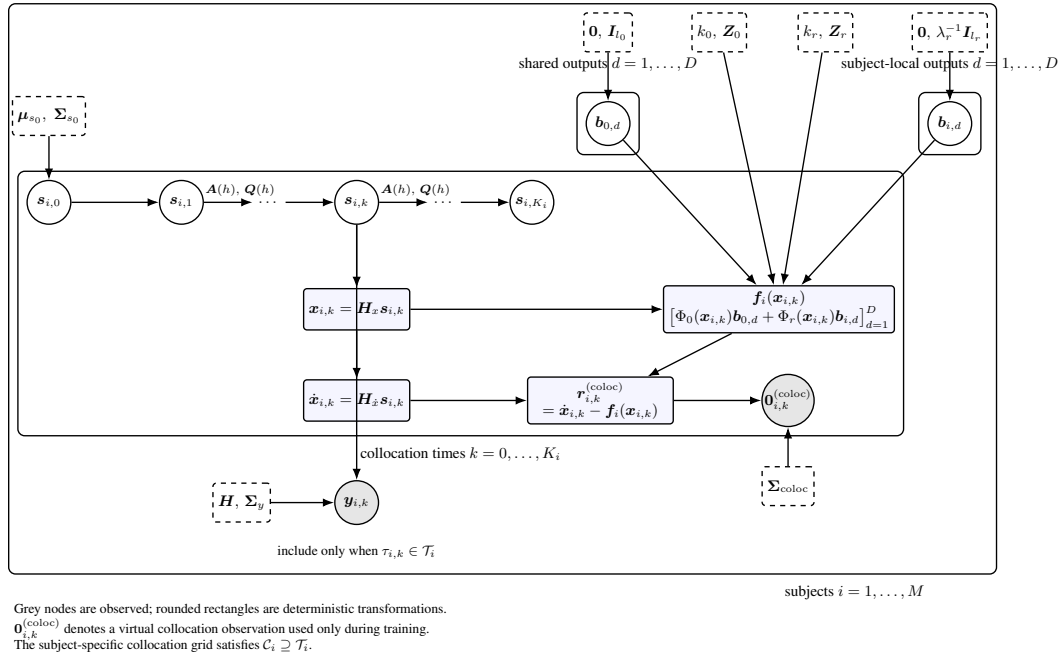 𝟎, 𝑰_{l_0}
k_0, 𝒁_0
k_r, 𝒁_r
𝟎, λ_r^{-1}𝑰_{l_r}
shared outputs d = 1, . . . , D
subject-local outputs d = 1, . . . , D
𝝁_{s_0}, 𝚺_{s_0}
𝒃_{0,d}
𝒃_{i,d}
𝒔_{i,0}
𝒔_{i,1}
𝑨(h), 𝑸(h)
· · ·
𝒔_{i,k}
𝑨(h), 𝑸(h)
· · ·
𝒔_{i,K_i}
𝒙_{i,k} = 𝑯_x𝒔_{i,k}
𝒇_i(𝒙_{i,k})
[Φ_0(𝒙_{i,k})𝒃_{0,d} + Φ_r(𝒙_{i,k})𝒃_{i,d}]_{d=1}^{D}
𝒙̇_{i,k} = 𝑯_{ẋ}𝒔_{i,k}
𝒓_{i,k}^{(coloc)}
= 𝒙̇_{i,k} − 𝒇_i(𝒙_{i,k})
𝟎_{i,k}^{(coloc)}
collocation times k = 0, . . . , K_i
𝑯, 𝚺_y
𝒚_{i,k}
𝚺_{coloc}
include only when τ_{i,k} ∈ 𝒯_i
subjects i = 1, . . . , M
Grey nodes are observed; rounded rectangles are deterministic transformations.
𝟎_{i,k}^{(coloc)} denotes a virtual collocation observation used only during training.
The subject-specific collocation grid satisfies 𝒞_i ⊇ 𝒯_i.